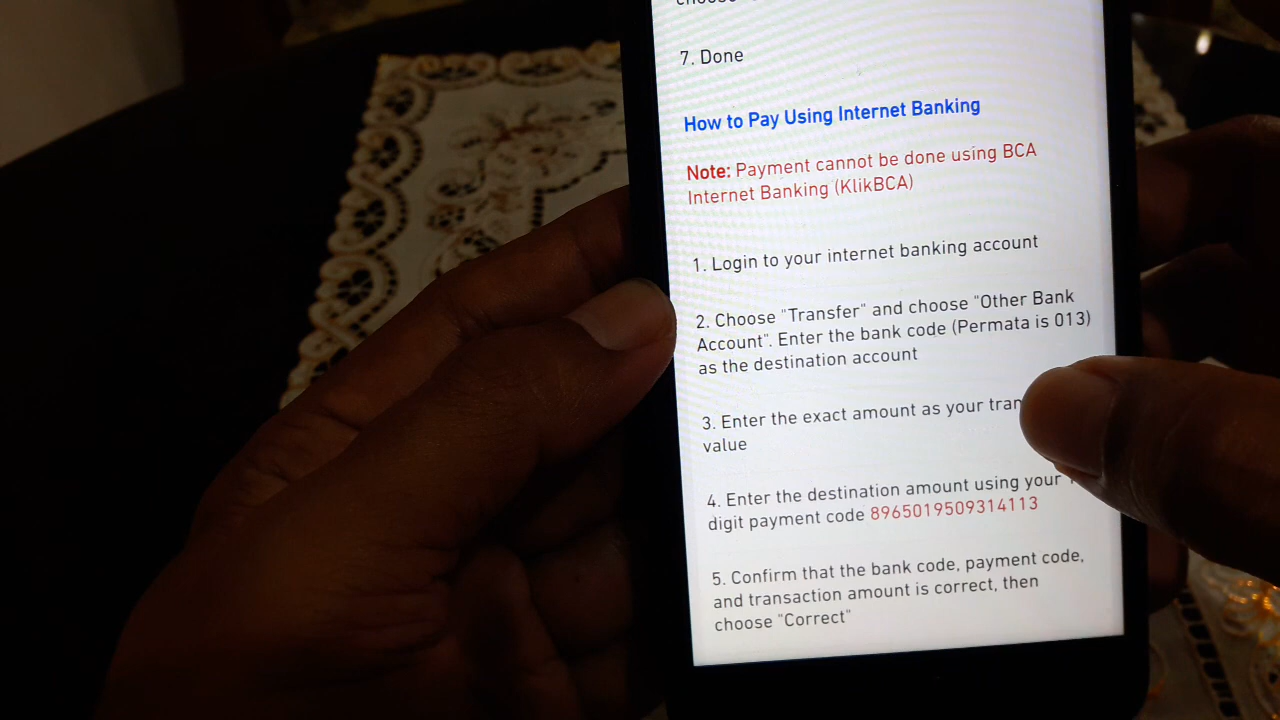 7. Done
How to Pay Using Internet Banking
Note: Payment cannot be done using BCA
Internet Banking (KlikBCA)
1. Login to your internet banking account
2. Choose "Transfer" and choose "Other Bank
Account". Enter the bank code (Permata is 013)
as the destination account
3. Enter the exact amount as your
value
4. Enter the destination amount using your
digit payment code 8965019509314113
5. Confirm that the bank code, payment code,
and transaction amount is correct, then
choose "Correct"